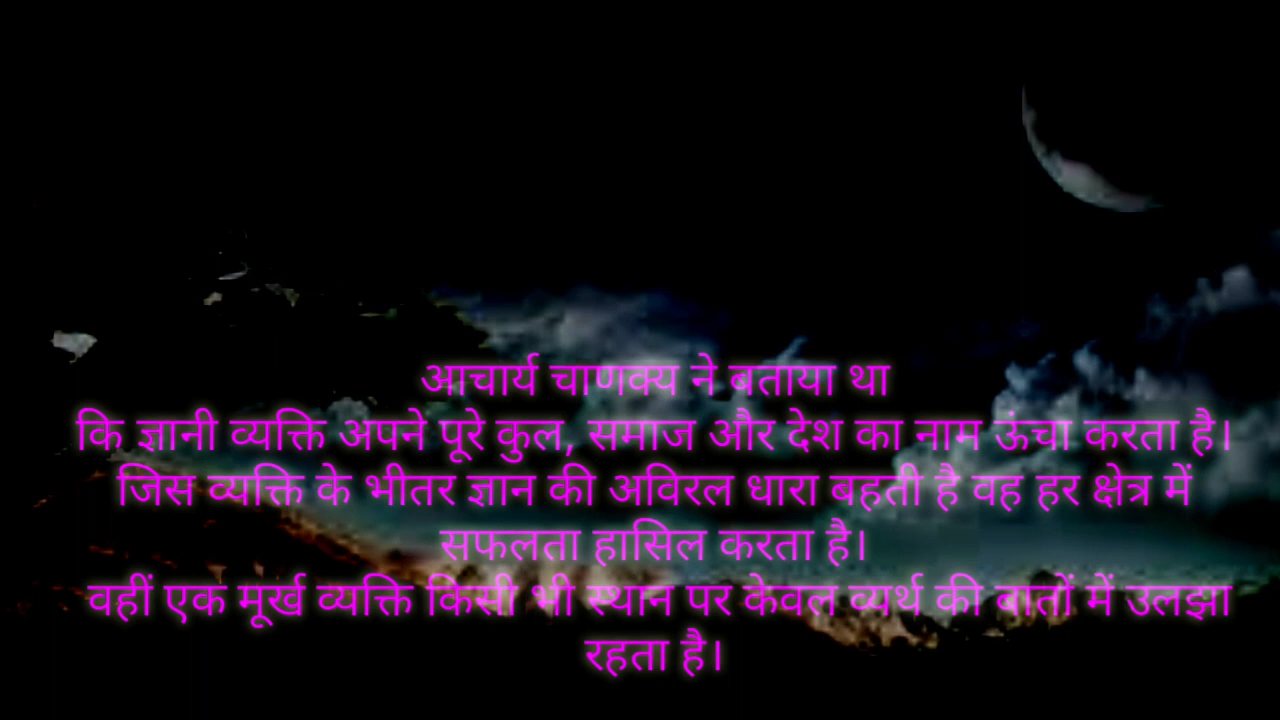 आचार्य चाणक्य ने बताया था
कि ज्ञानी व्यक्ति अपने पूरे कुल, समाज और देश का नाम ऊंचा करता है।
जिस व्यक्ति के भीतर ज्ञान की अविरल धारा बहती है वह हर क्षेत्र में
सफलता हासिल करता है।
वहीं एक मूर्ख व्यक्ति किसी भी स्थान पर केवल व्यर्थ की बातों में उलझा
रहता है।